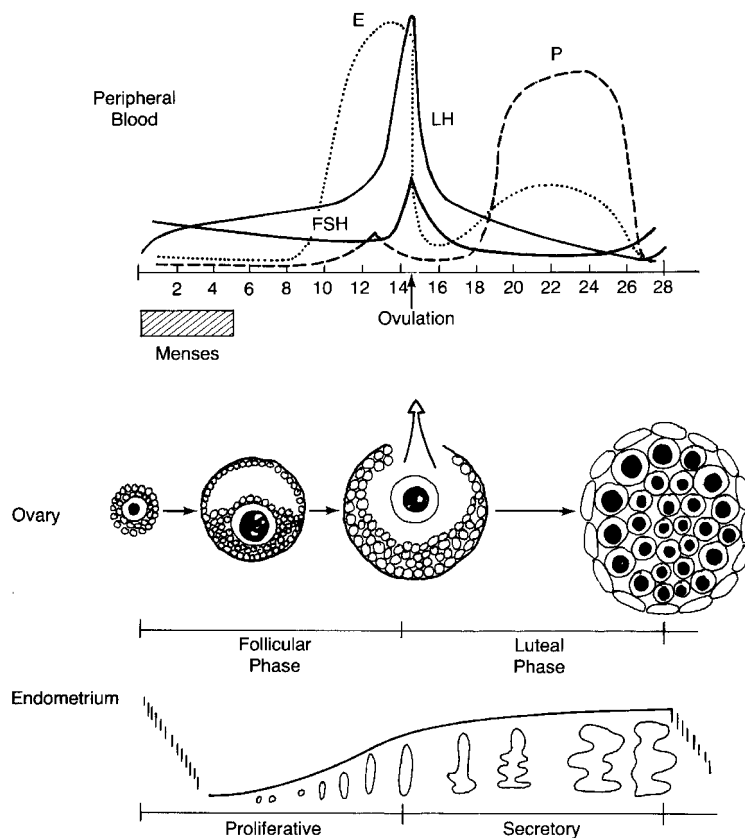 E
P
Peripheral
Blood
LH
FSH
2 4 6 8 10 12 14 16 18 20 22 24 26 28
Ovulation
Menses
Ovary
Follicular
Phase
Luteal
Phase
Endometrium
Proliferative
Secretory